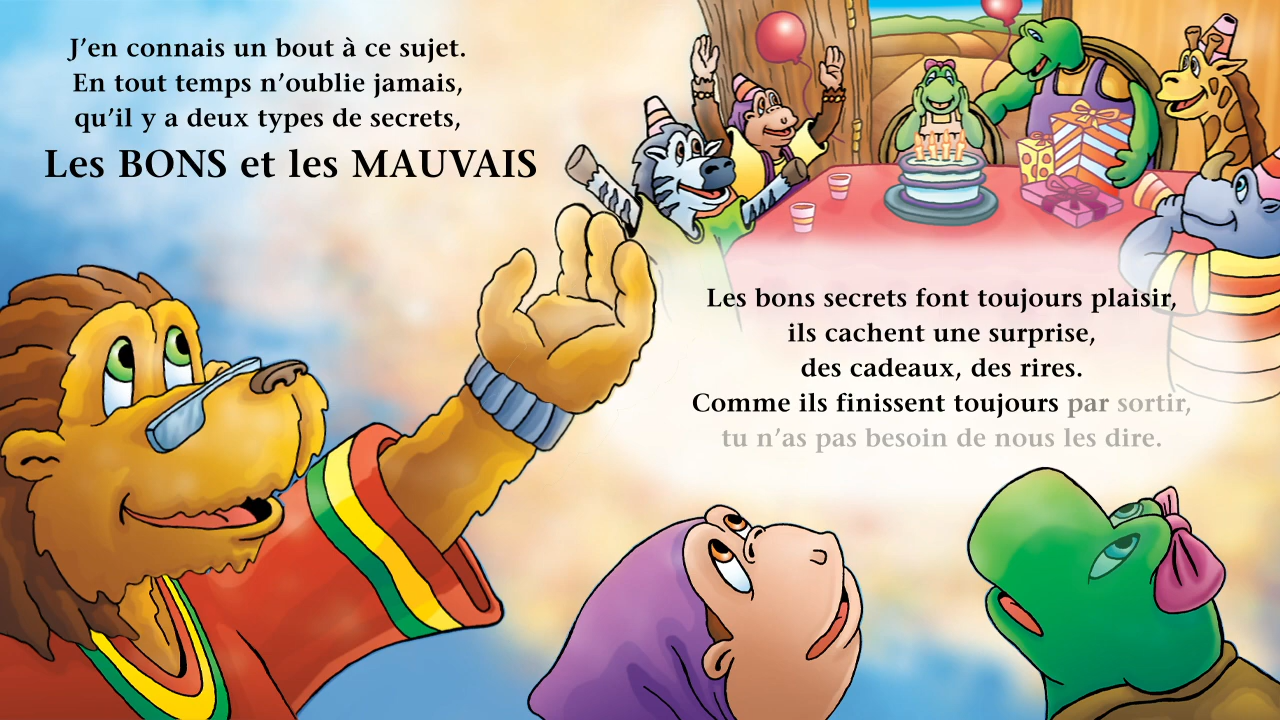 J'en connais un bout à ce sujet.
En tout temps n'oublie jamais,
qu'il y a deux types de secrets,
Les BONS et les MAUVAIS
Les bons secrets font toujours plaisir,
ils cachent une surprise,
des cadeaux, des rires.
Comme ils finissent toujours par sortir,
tu n'as pas besoin de nous les dire.